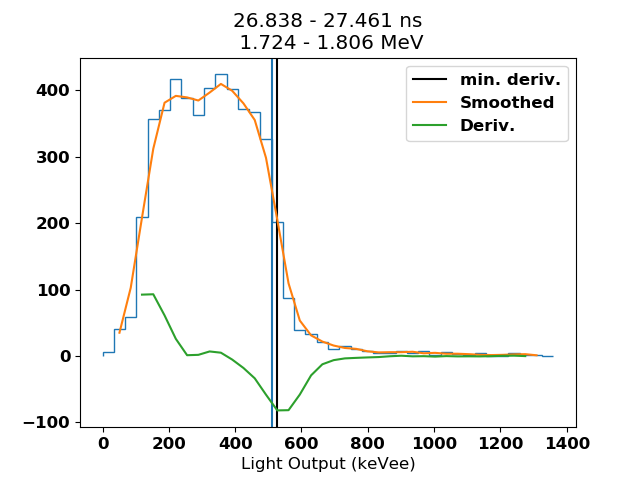 26.838 - 27.461 ns
1.724 - 1.806 MeV
min. deriv.
Smoothed
Deriv.
400
300
200
100
0
−100
0 200 400 600 800 1000 1200 1400
Light Output (keVee)